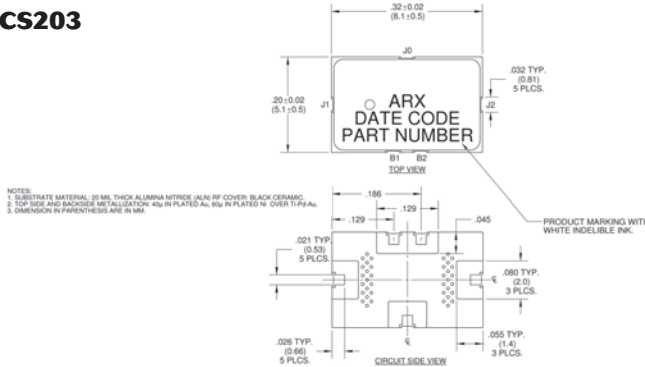 CS203
.32±0.02
(8.1±0.5)
J0
.20±0.02
(5.1±0.5)
J1
ARX
DATE CODE
PART NUMBER
J2
.032 TYP.
(0.81)
5 PLCS.
B1 B2
TOP VIEW
NOTES:
1. SUBSTRATE MATERIAL: 20 MIL THICK ALUMINA NITRIDE (ALN) RF COVER: BLACK CERAMIC.
2. TOP SIDE AND BACKSIDE METALLIZATION: 40µ IN PLATED Au, 60µ IN PLATED Ni OVER Ti-Pd-Au.
3. DIMENSION IN PARENTHESIS ARE IN MM.
PRODUCT MARKING WITH
WHITE INDELIBLE INK.
.186
.129
.129
.045
.021 TYP.
(0.53)
5 PLCS.
.080 TYP.
(2.0)
3 PLCS.
.026 TYP.
(0.66)
5 PLCS.
.055 TYP.
(1.4)
3 PLCS.
CIRCUIT SIDE VIEW